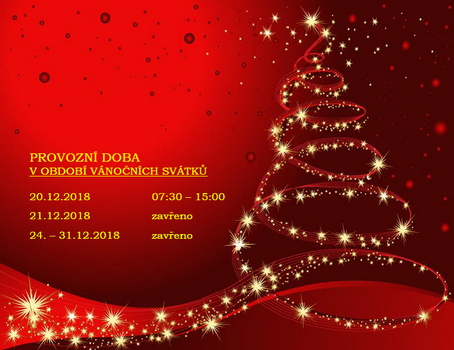 PROVOZNÍ DOBA
V OBDOBÍ VÁNOČNÍCH SVÁTKŮ
20.12.2018 07:30 – 15:00
21.12.2018 zavřeno
24. – 31.12.2018 zavřeno